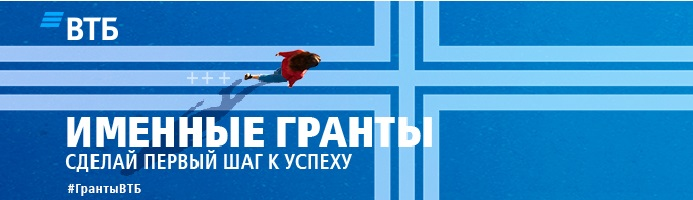 ВТБ
ИМЕННЫЕ ГРАНТЫ
СДЕЛАЙ ПЕРВЫЙ ШАГ К УСПЕХУ
#ГрантыВТБ